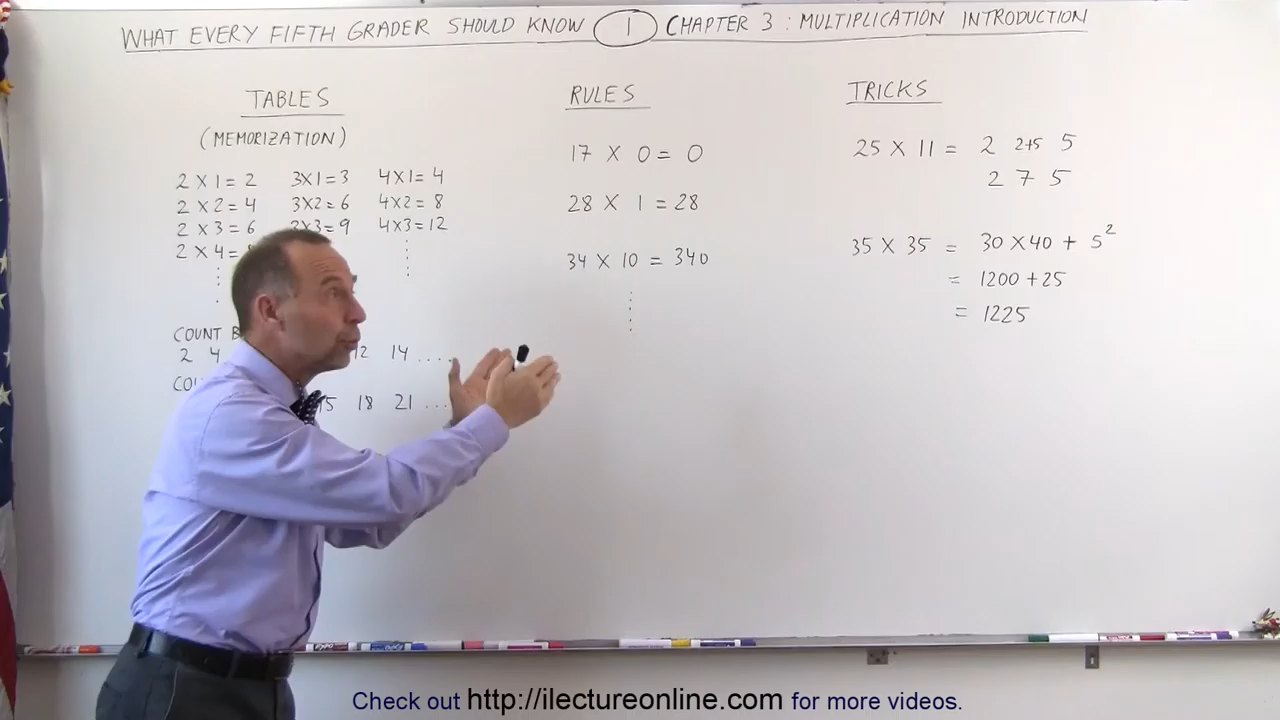 WHAT EVERY FIFTH GRADER SHOULD KNOW 1 CHAPTER 3 : MULTIPLICATION INTRODUCTION
TABLES
(MEMORIZATION)
2 X 1 = 2 3X1=3 4X1=4
2 X 2 = 4 3X2=6 4X2=8
2 X 3 = 6 3X3=9 4X3=12
2 X 4 =
COUNT
2 4 12 14 ....
15 18 21 ...
RULES
17 X 0 = 0
28 X 1 = 28
34 X 10 = 340
TRICKS
25 X 11 = 2 2+5 5
2 7 5
35 X 35 = 30 X 40 + 5²
= 1200 + 25
= 1225
EXPO
Check out http://ilectureonline.com for more videos.